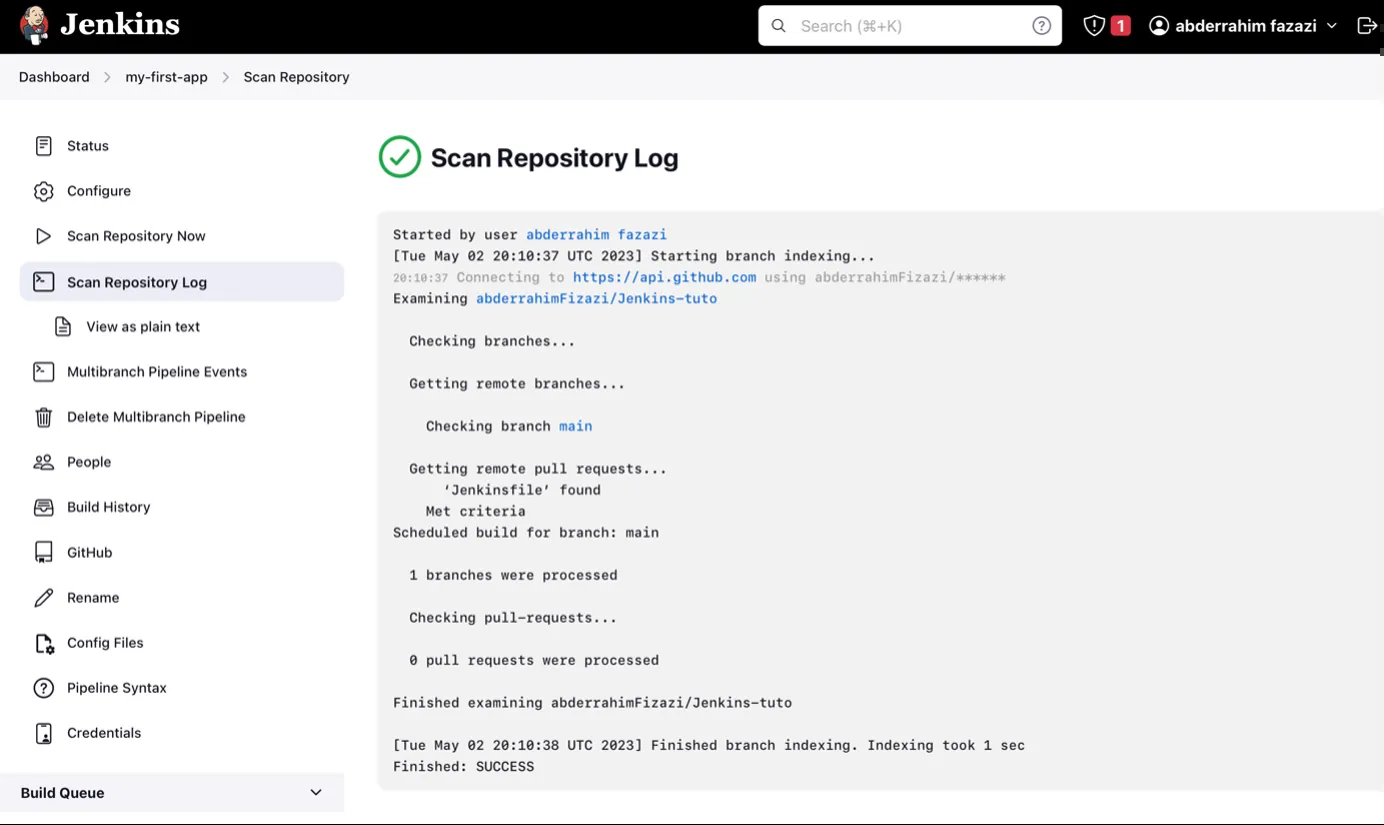 Jenkins
Search (⌘+K)
1
abderrahim fazazi
Dashboard
my-first-app
Scan Repository
Status
Configure
Scan Repository Now
Scan Repository Log
View as plain text
Multibranch Pipeline Events
Delete Multibranch Pipeline
People
Build History
GitHub
Rename
Config Files
Pipeline Syntax
Credentials
Build Queue
Scan Repository Log
Started by user abderrahim fazazi
[Tue May 02 20:10:37 UTC 2023] Starting branch indexing...
20:10:37 Connecting to https://api.github.com using abderrahimFizazi/******
Examining abderrahimFizazi/Jenkins-tuto
Checking branches...
Getting remote branches...
Checking branch main
Getting remote pull requests...
‘Jenkinsfile’ found
Met criteria
Scheduled build for branch: main
1 branches were processed
Checking pull-requests...
0 pull requests were processed
Finished examining abderrahimFizazi/Jenkins-tuto
[Tue May 02 20:10:38 UTC 2023] Finished branch indexing. Indexing took 1 sec
Finished: SUCCESS